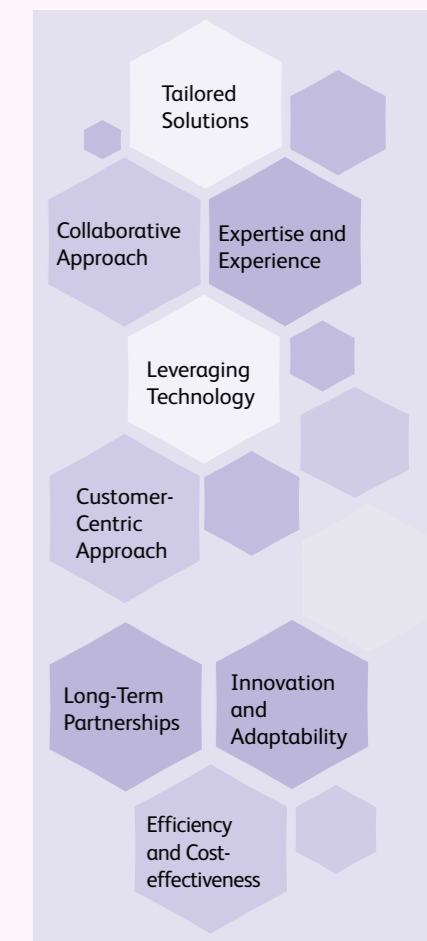 Tailored
Solutions
Collaborative
Approach
Expertise and
Experience
Leveraging
Technology
Customer-
Centric
Approach
Long-Term
Partnerships
Innovation
and
Adaptability
Efficiency
and Cost-
effectiveness